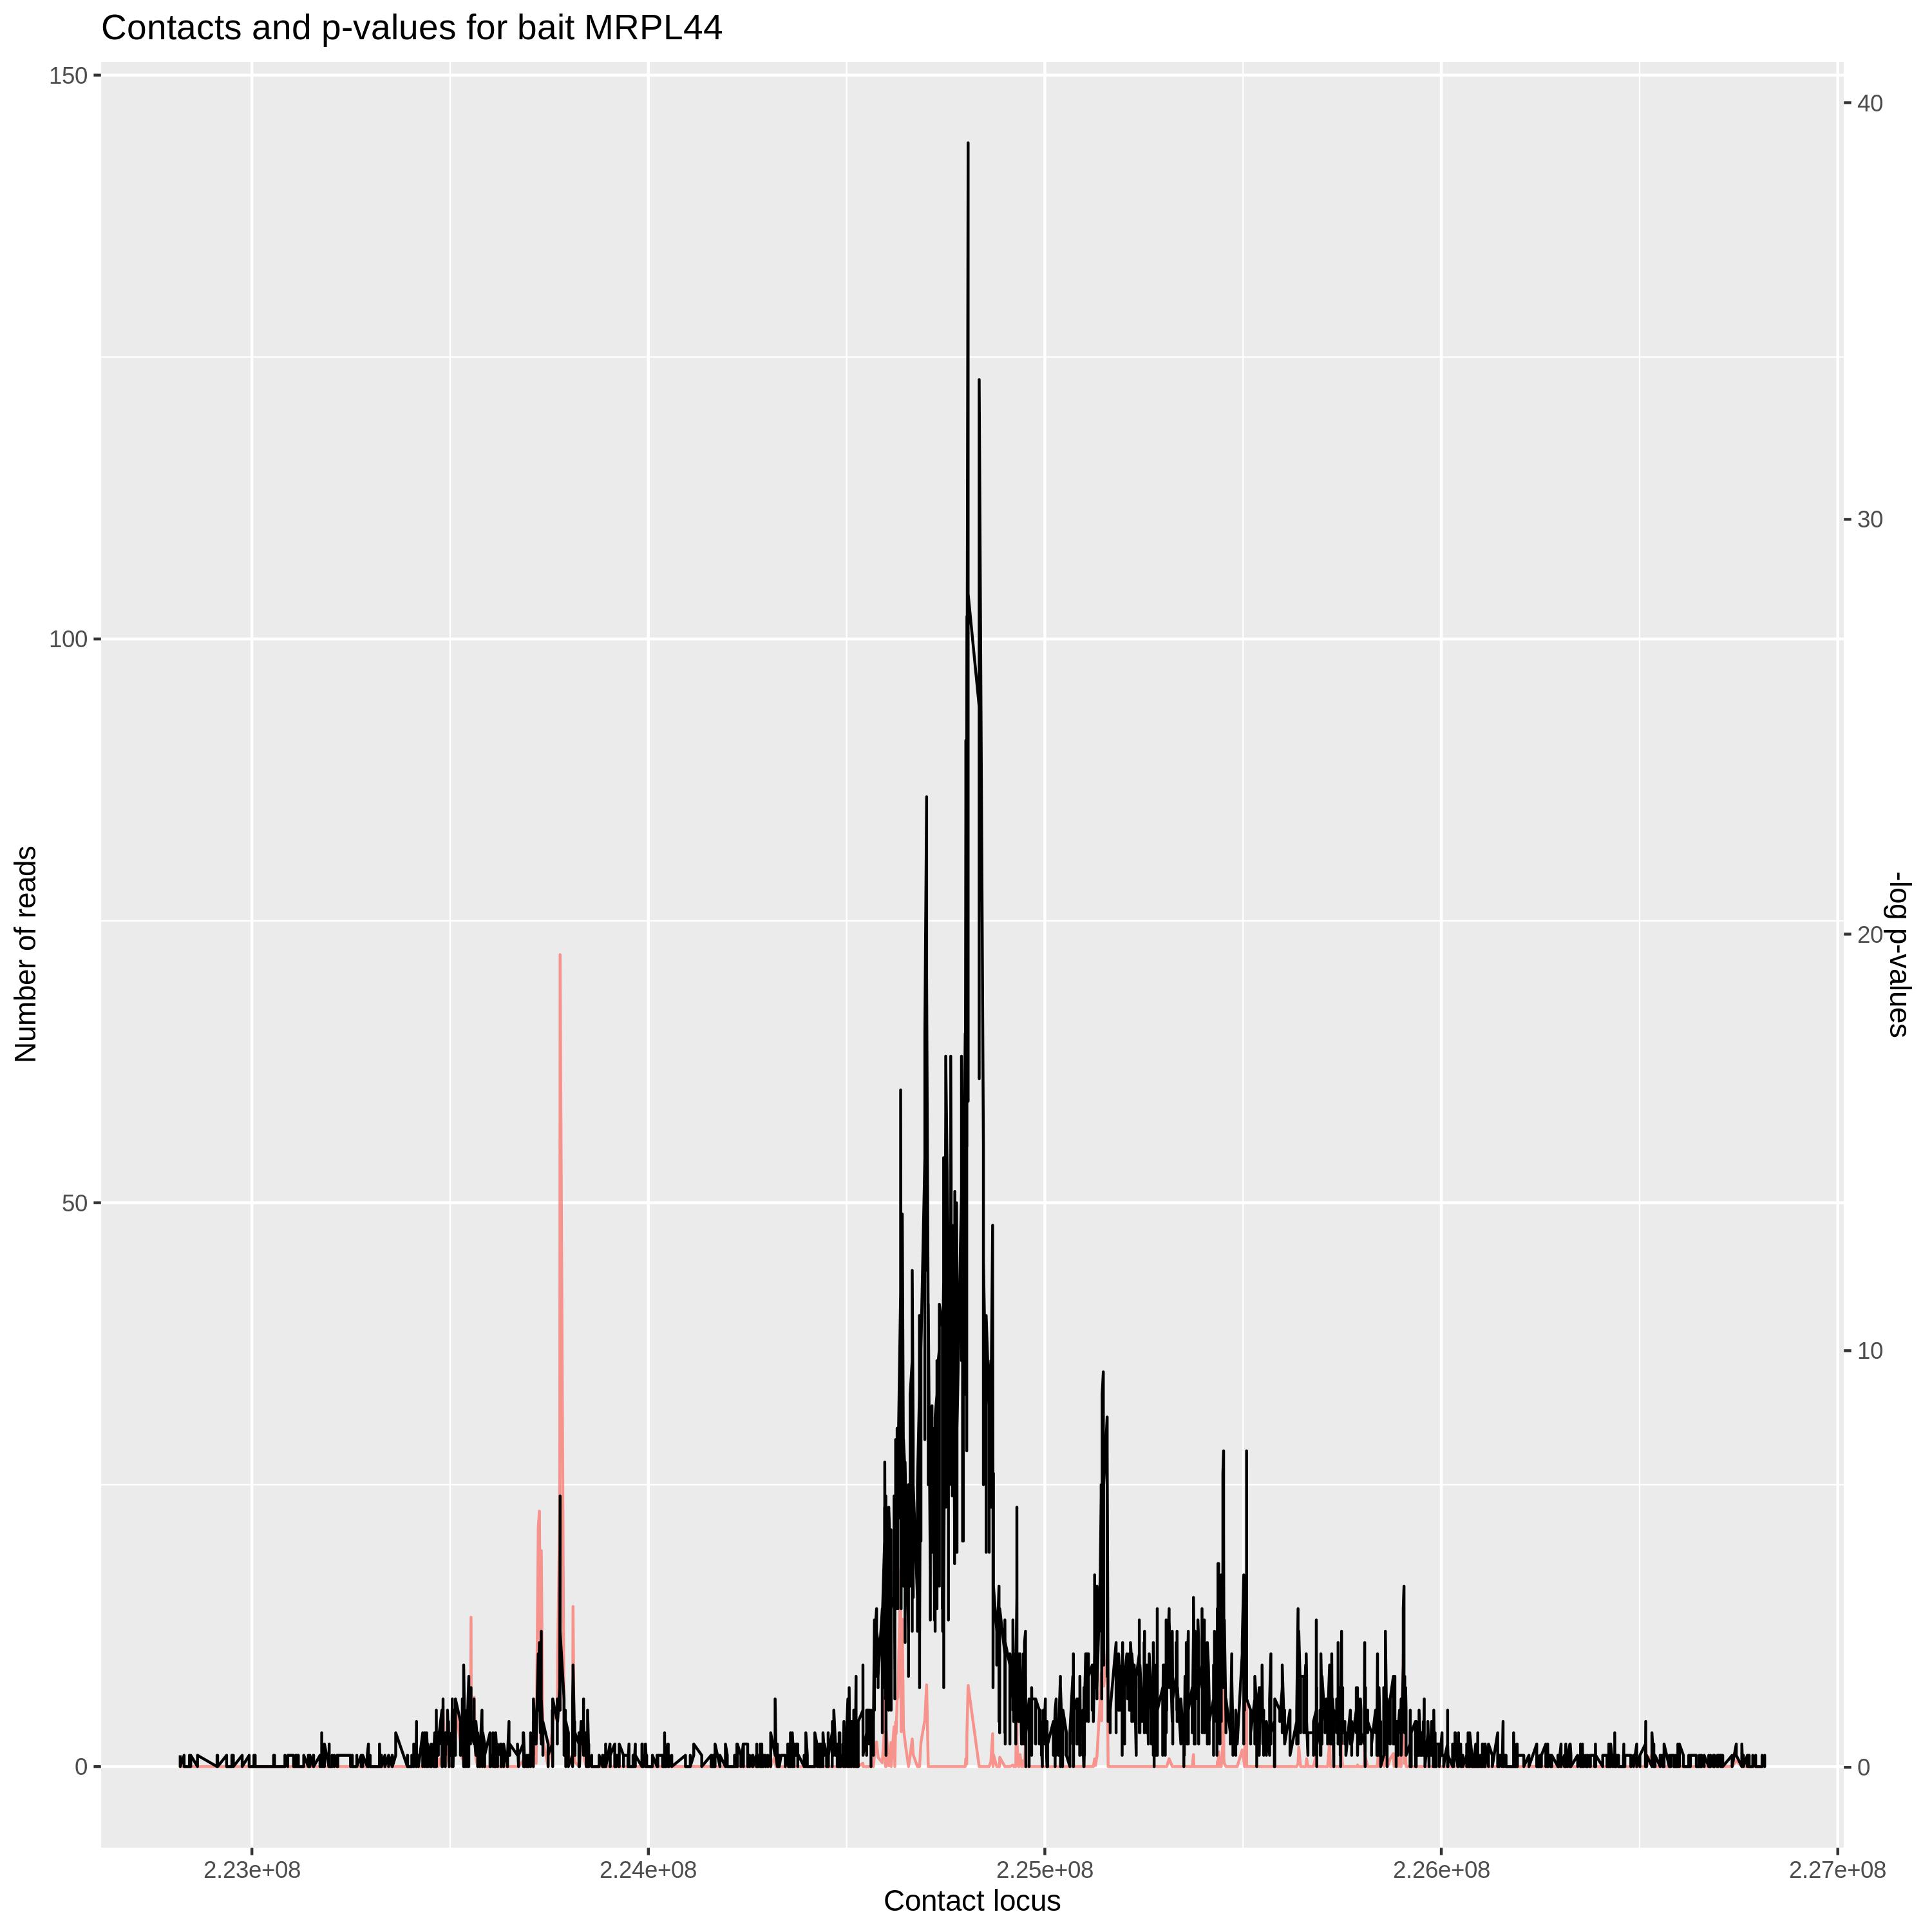 Contacts and p-values for bait MRPL44
150
100
50
0
Number of reads
40
30
20
10
0
-log p-values
2.23e+08
2.24e+08
2.25e+08
2.26e+08
2.27e+08
Contact locus